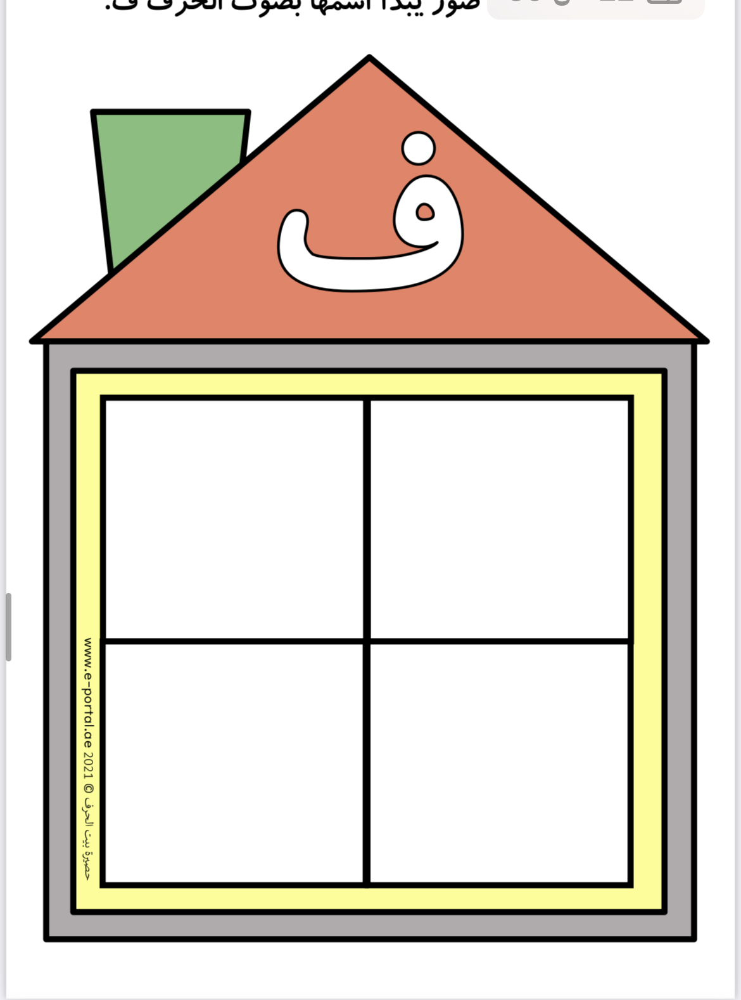 صور يبدأ اسمها بصوت الحرف ف.
ف
حصيرة بيت الحرف © 2021 www.e-portal.ae